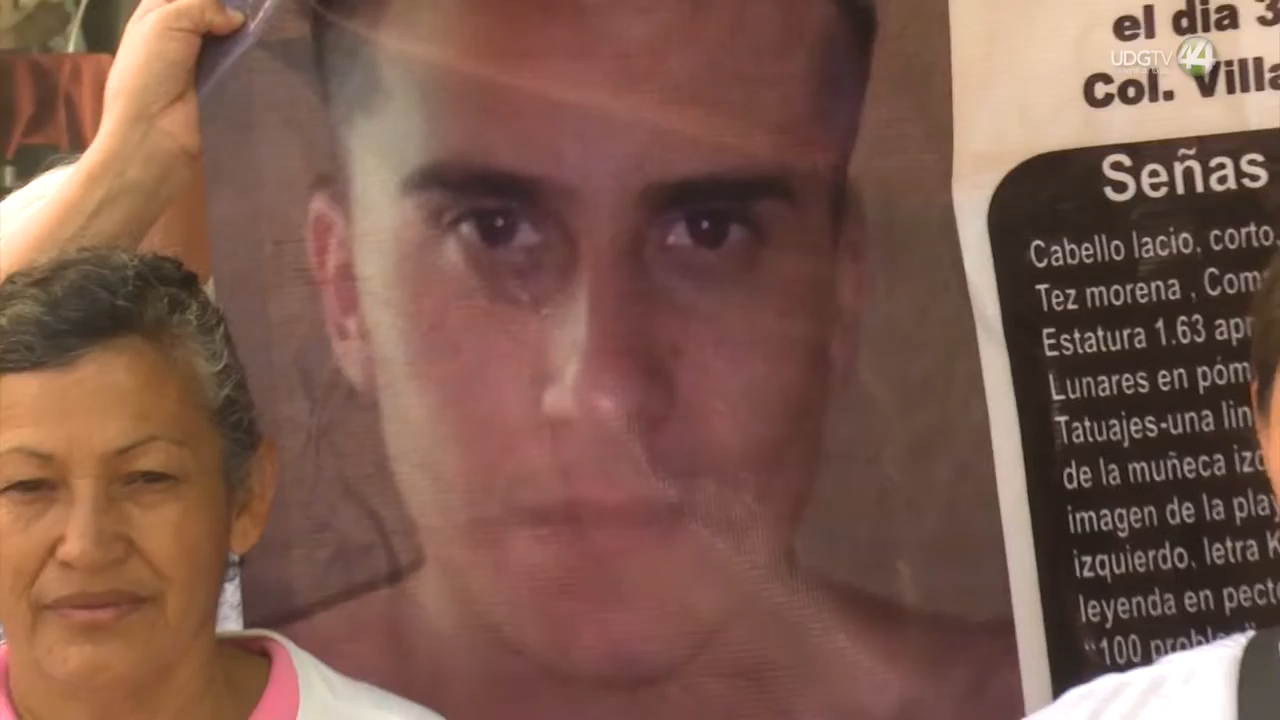 el dia 3
UDGTV 44
Col. Villa
Señas
Cabello lacio, corto,
Tez morena , Com
Estatura 1.63 apr
Lunares en póm
Tatuajes-una lin
de la muñeca izq
imagen de la play
izquierdo, letra K
leyenda en pecto
"100 proble